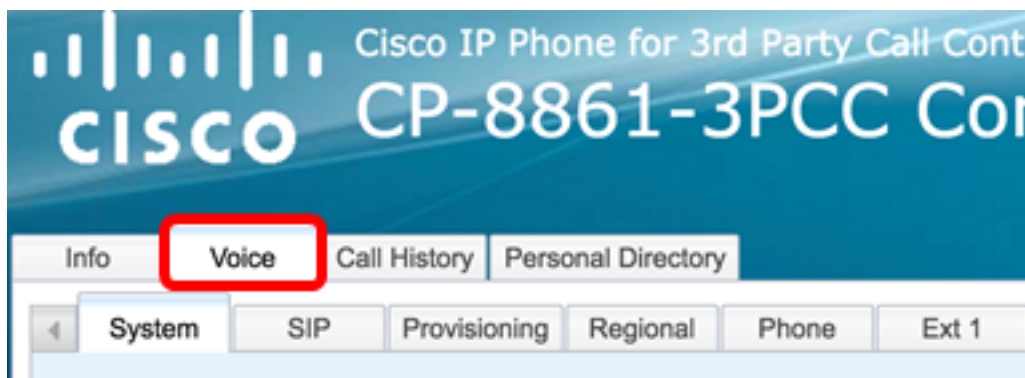 Cisco IP Phone for 3rd Party Call Cont
CISCO
CP-8861-3PCC Cor
Info Voice Call History Personal Directory
System SIP Provisioning Regional Phone Ext 1